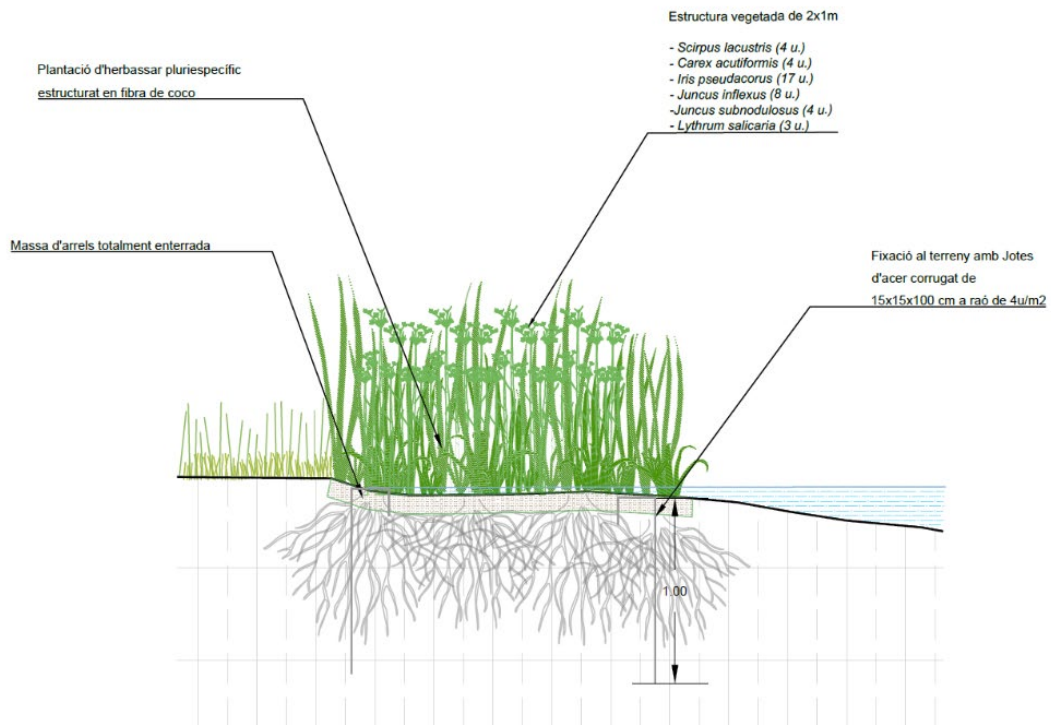 Estructura vegetada de 2x1m
- Scirpus lacustris (4 u.)
- Carex acutiformis (4 u.)
- Iris pseudacorus (17 u.)
- Juncus inflexus (8 u.)
-Juncus subnodulosus (4 u.)
- Lythrum salicaria (3 u.)
Plantació d'herbassar pluriespecífic
estructurat en fibra de coco
Massa d'arrels totalment enterrada
Fixació al terreny amb Jotes
d'acer corrugat de
15x15x100 cm a raó de 4u/m2
1.00